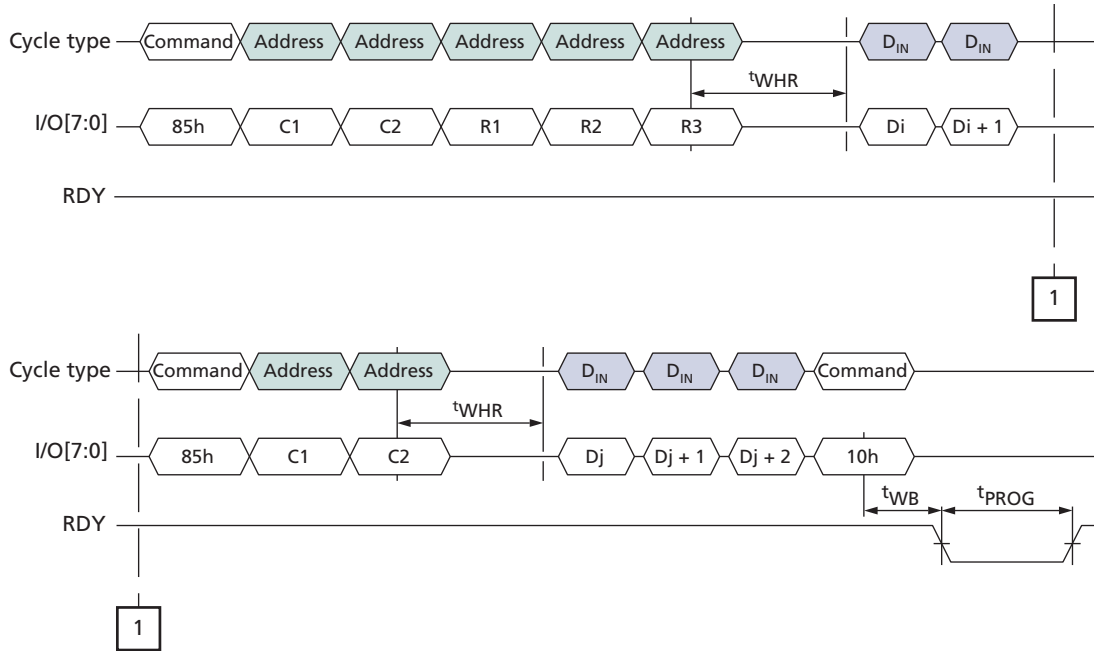 Cycle type Command Address Address Address Address Address DIN DIN
tWHR
I/O[7:0] 85h C1 C2 R1 R2 R3 Di Di + 1
RDY
1
Cycle type Command Address Address DIN DIN DIN Command
tWHR
I/O[7:0] 85h C1 C2 Dj Dj + 1 Dj + 2 10h
tWB tPROG
RDY
1